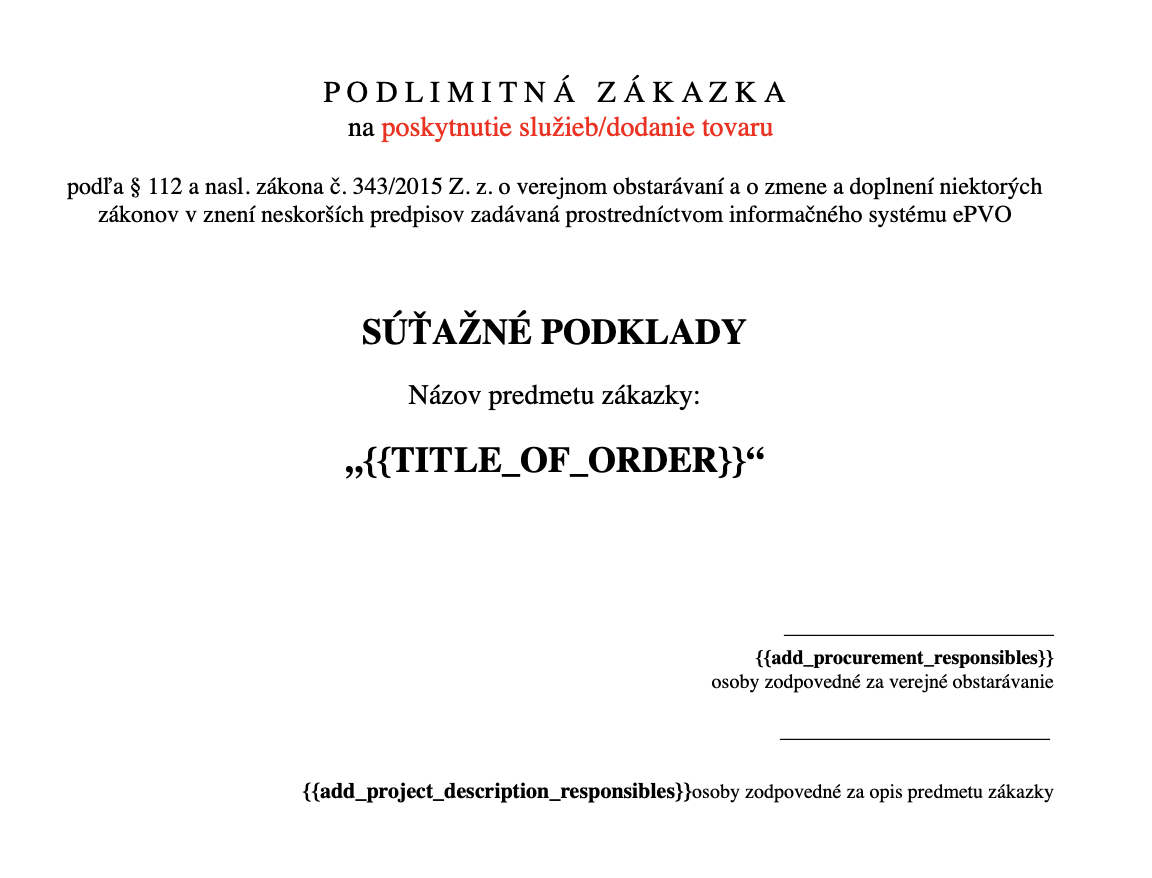 PODLIMITNÁ ZÁKAZKA
na poskytnutie služieb/dodanie tovaru
podľa § 112 a nasl. zákona č. 343/2015 Z. z. o verejnom obstarávaní a o zmene a doplnení niektorých
zákonov v znení neskorších predpisov zadávaná prostredníctvom informačného systému ePVO
SÚŤAŽNÉ PODKLADY
Názov predmetu zákazky:
„{{TITLE_OF_ORDER}}“
{{add_procurement_responsibles}}
osoby zodpovedné za verejné obstarávanie
{{add_project_description_responsibles}}osoby zodpovedné za opis predmetu zákazky